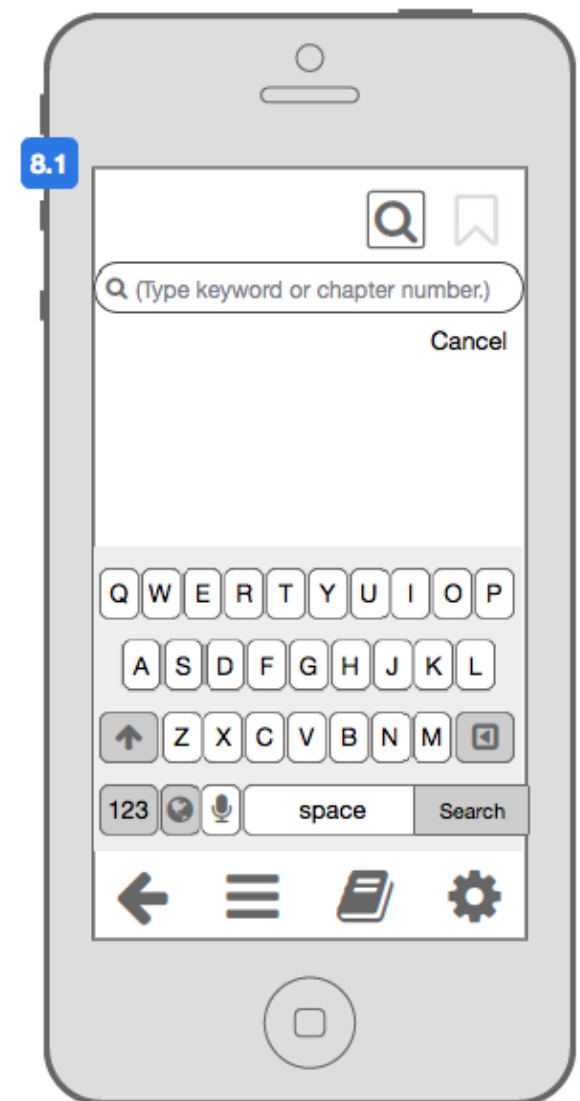 8.1
(Type keyword or chapter number.)
Cancel
Q W E R T Y U I O P
A S D F G H J K L
Z X C V B N M
123 space Search